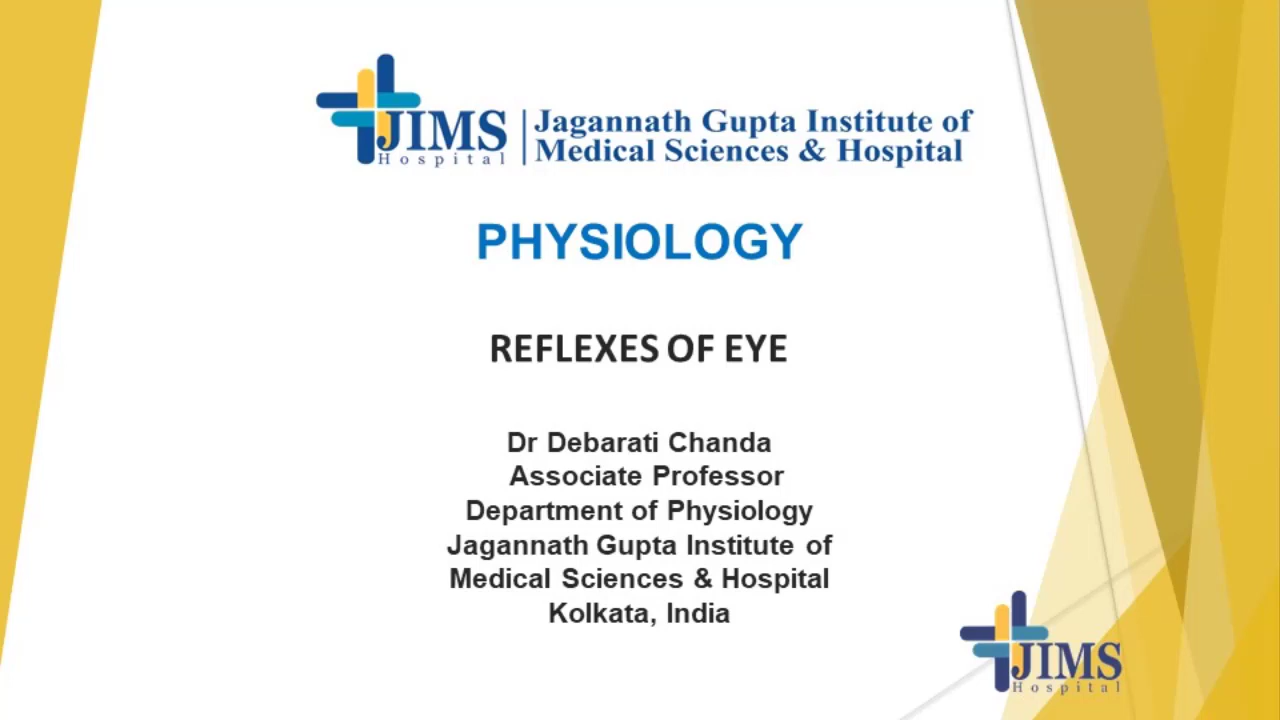 JIMS
Hospital
Jagannath Gupta Institute of
Medical Sciences & Hospital
PHYSIOLOGY
REFLEXES OF EYE
Dr Debarati Chanda
Associate Professor
Department of Physiology
Jagannath Gupta Institute of
Medical Sciences & Hospital
Kolkata, India
JIMS
Hospital